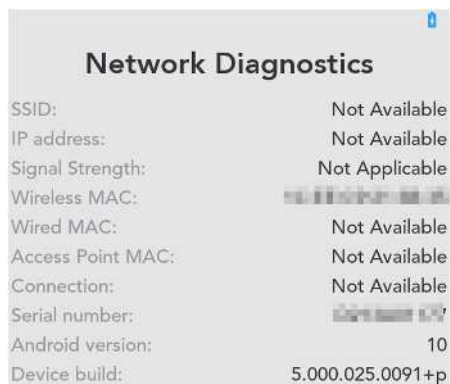 Network Diagnostics
SSID: Not Available
IP address: Not Available
Signal Strength: Not Applicable
Wireless MAC:
Wired MAC: Not Available
Access Point MAC: Not Available
Connection: Not Available
Serial number:
Android version: 10
Device build: 5.000.025.0091+p